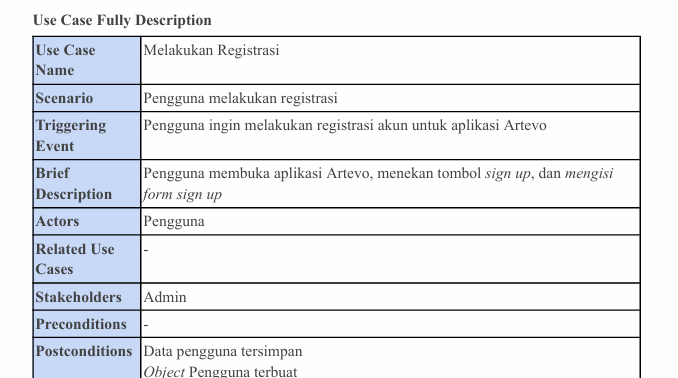 Use Case Fully Description
Use Case Melakukan Registrasi
Name
Scenario Pengguna melakukan registrasi
Triggering Pengguna ingin melakukan registrasi akun untuk aplikasi Artevo
Event
Brief Pengguna membuka aplikasi Artevo, menekan tombol sign up, dan mengisi
Description form sign up
Actors Pengguna
Related Use -
Cases
Stakeholders Admin
Preconditions -
Postconditions Data pengguna tersimpan
Object Pengguna terbuat